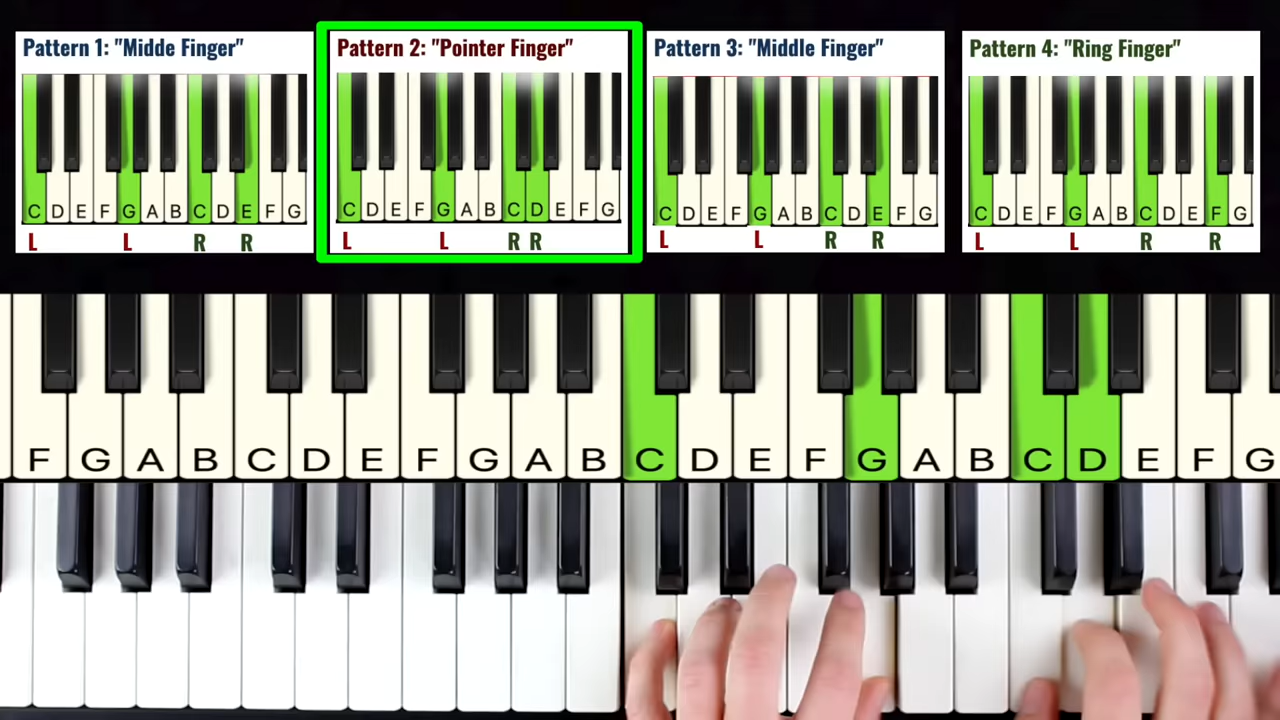 Pattern 1: "Midde Finger"
C D E F G A B C D E F G
L L R R
Pattern 2: "Pointer Finger"
C D E F G A B C D E F G
L L R R
Pattern 3: "Middle Finger"
C D E F G A B C D E F G
L L R R
Pattern 4: "Ring Finger"
C D E F G A B C D E F G
L L R R
F G A B C D E F G A B C D E F G A B C D E F G